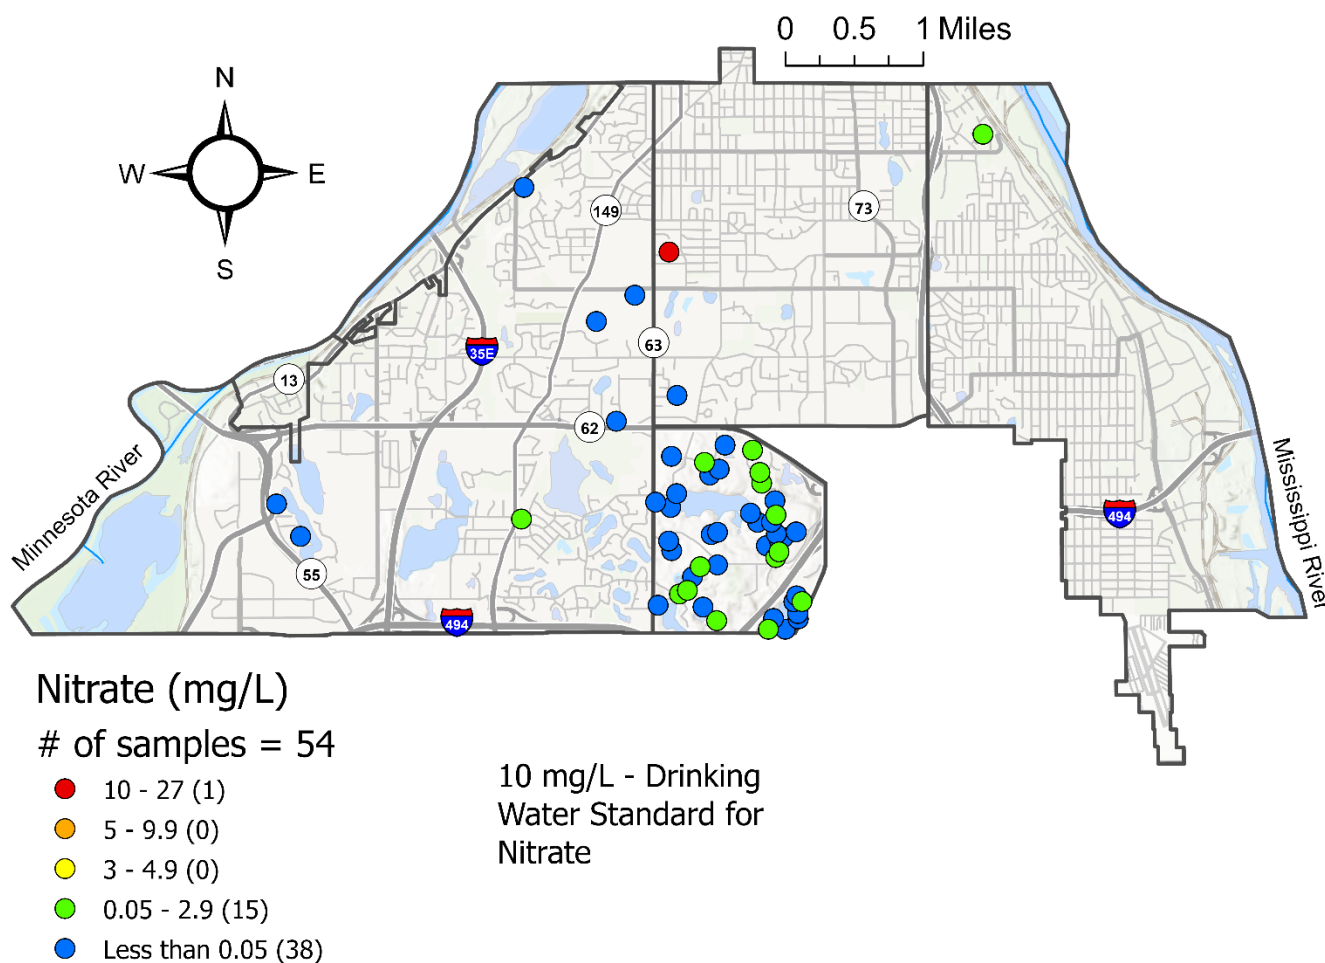 0 0.5 1 Miles
N
W E
S
149
73
35E
63
13
62
Minnesota River
Mississippi River
494
55
494
Nitrate (mg/L)
# of samples = 54
10 - 27 (1)
5 - 9.9 (0)
3 - 4.9 (0)
0.05 - 2.9 (15)
Less than 0.05 (38)
10 mg/L - Drinking
Water Standard for
Nitrate